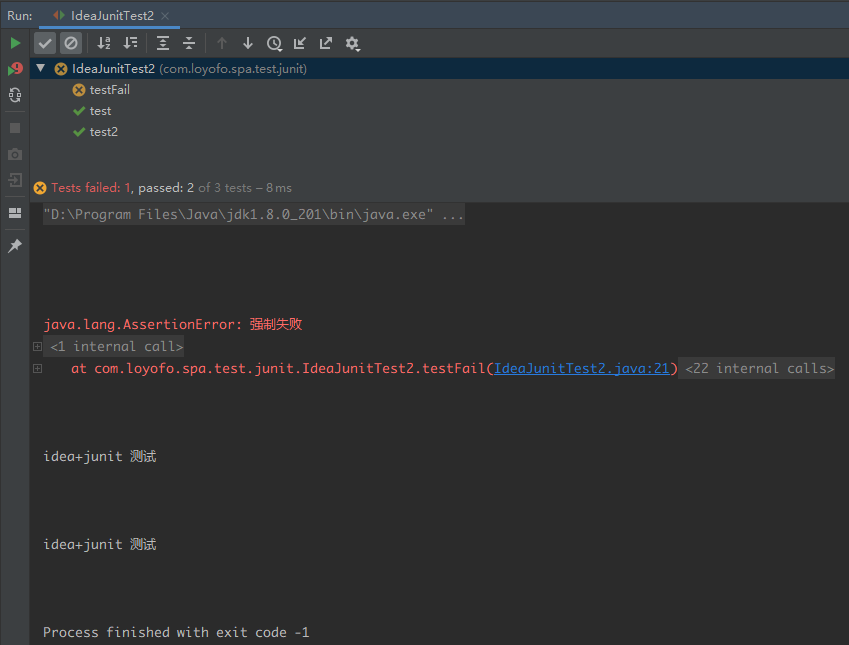 Run: IdeaJunitTest2
IdeaJunitTest2 (com.loyofo.spa.test.junit)
testFail
test
test2
Tests failed: 1, passed: 2 of 3 tests – 8 ms
"D:\Program Files\Java\jdk1.8.0_201\bin\java.exe" ...
java.lang.AssertionError: 强制失败
<1 internal call>
at com.loyofo.spa.test.junit.IdeaJunitTest2.testFail(IdeaJunitTest2.java:21) <22 internal calls>
idea+junit 测试
idea+junit 测试
Process finished with exit code -1